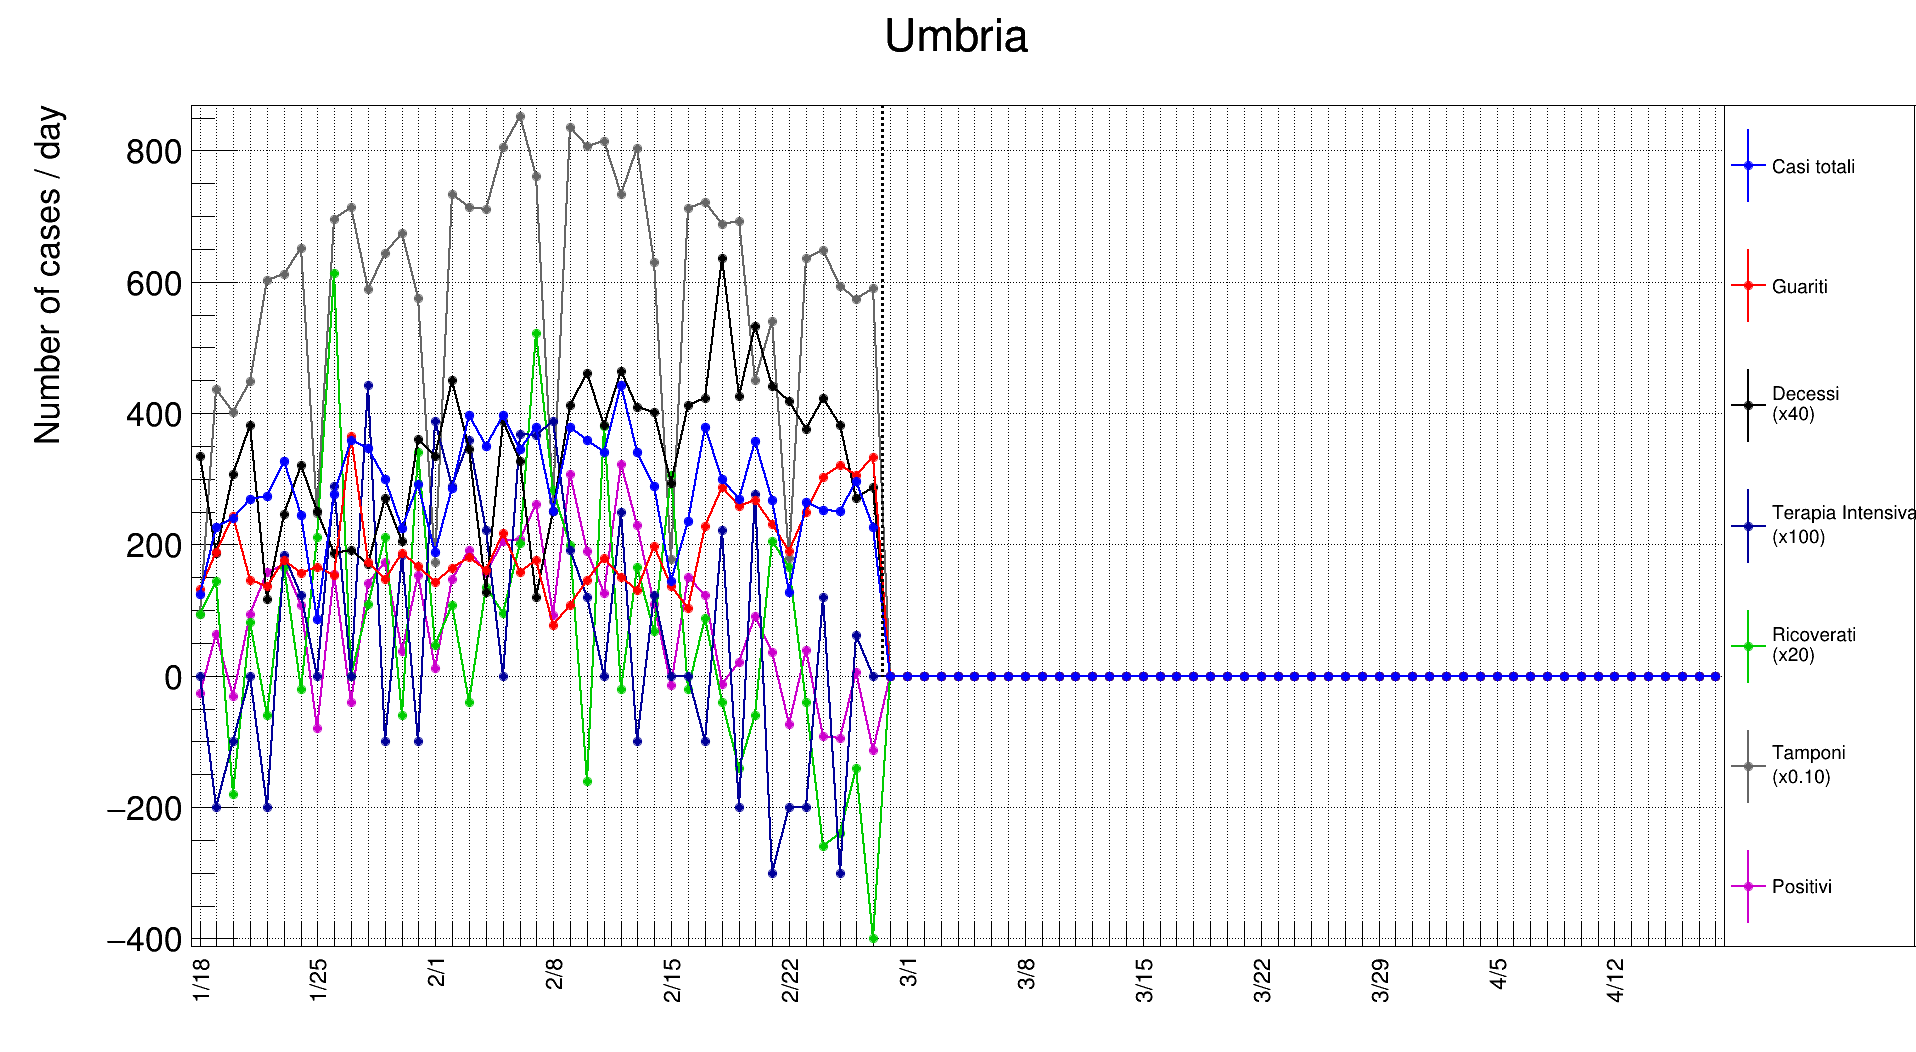 Umbria
Number of cases / day
800
600
400
200
0
−200
−400
1/18
1/25
2/1
2/8
2/15
2/22
3/1
3/8
3/15
3/22
3/29
4/5
4/12
Casi totali
Guariti
Decessi
(x40)
Terapia Intensiva
(x100)
Ricoverati
(x20)
Tamponi
(x0.10)
Positivi